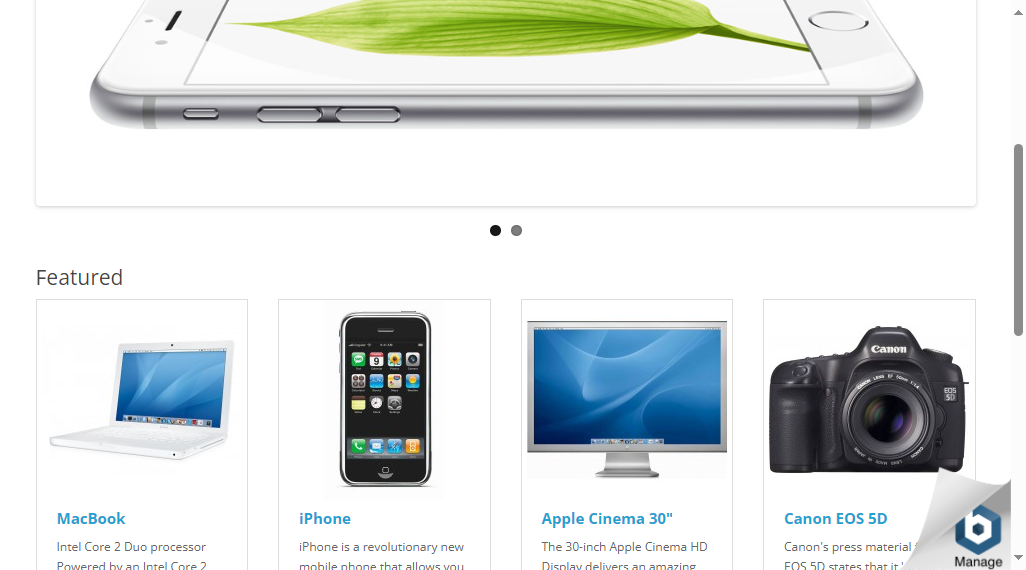 Featured
Canon
EOS
5D
MacBook
iPhone
Apple Cinema 30"
Canon EOS 5D
Intel Core 2 Duo processor
iPhone is a revolutionary new
The 30-inch Apple Cinema HD
Canon's press material
Powered by an Intel Core 2
mobile phone that allows you
Display delivers an amazing
EOS 5D states that it
Manage